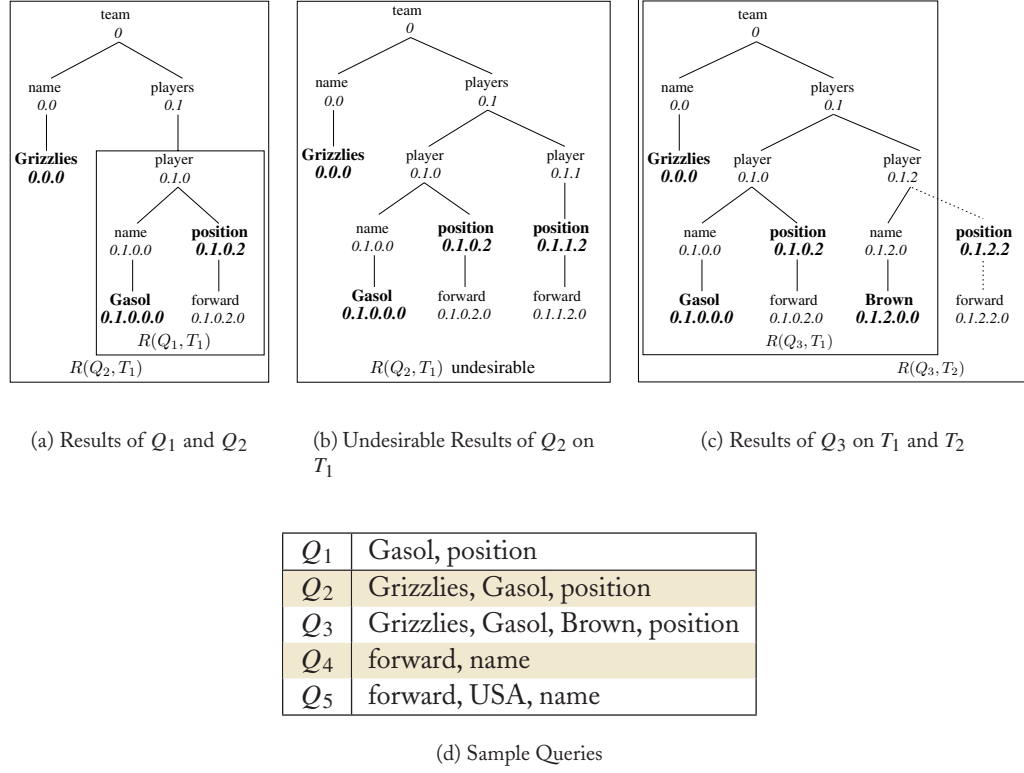 team
0
name
0.0
players
0.1
Grizzlies
0.0.0
player
0.1.0
name
0.1.0.0
position
0.1.0.2
Gasol
0.1.0.0.0
forward
0.1.0.2.0
R(Q1, T1)
R(Q2, T1)
(a) Results of Q1 and Q2
team
0
name
0.0
players
0.1
Grizzlies
0.0.0
player
0.1.0
player
0.1.1
name
0.1.0.0
position
0.1.0.2
position
0.1.1.2
Gasol
0.1.0.0.0
forward
0.1.0.2.0
forward
0.1.1.2.0
R(Q2, T1) undesirable
(b) Undesirable Results of Q2 on
T1
team
0
name
0.0
players
0.1
Grizzlies
0.0.0
player
0.1.0
player
0.1.2
name
0.1.0.0
position
0.1.0.2
name
0.1.2.0
position
0.1.2.2
Gasol
0.1.0.0.0
forward
0.1.0.2.0
Brown
0.1.2.0.0
forward
0.1.2.2.0
R(Q3, T1)
R(Q3, T2)
(c) Results of Q3 on T1 and T2
Q1 Gasol, position
Q2 Grizzlies, Gasol, position
Q3 Grizzlies, Gasol, Brown, position
Q4 forward, name
Q5 forward, USA, name
(d) Sample Queries